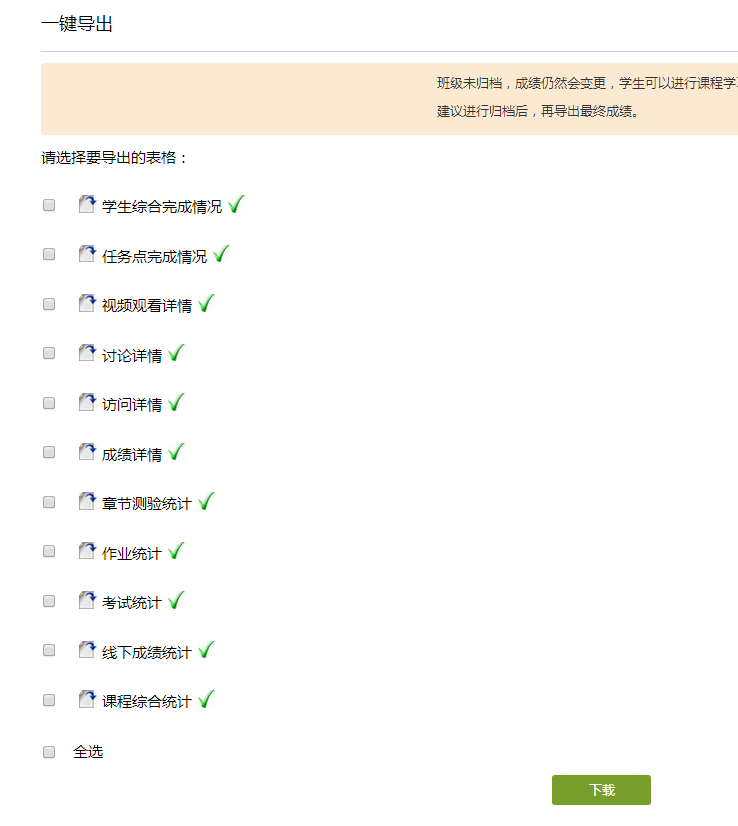 一键导出
班级未归档，成绩仍然会变更，学生可以进行课程学
建议进行归档后，再导出最终成绩。
请选择要导出的表格：
学生综合完成情况
任务点完成情况
视频观看详情
讨论详情
访问详情
成绩详情
章节测验统计
作业统计
考试统计
线下成绩统计
课程综合统计
全选
下载